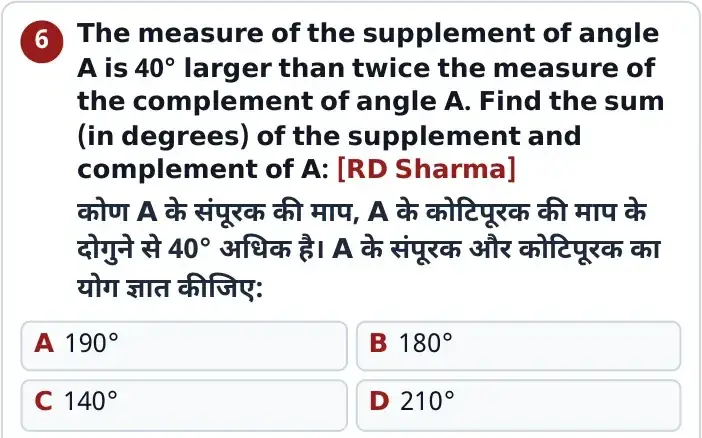 6 The measure of the supplement of angle
A is 40° larger than twice the measure of
the complement of angle A. Find the sum
(in degrees) of the supplement and
complement of A: [RD Sharma]
कोण A के संपूरक की माप, A के कोटिपूरक की माप के
दोगुने से 40° अधिक है। A के संपूरक और कोटिपूरक का
योग ज्ञात कीजिए:
A 190° B 180°
C 140° D 210°